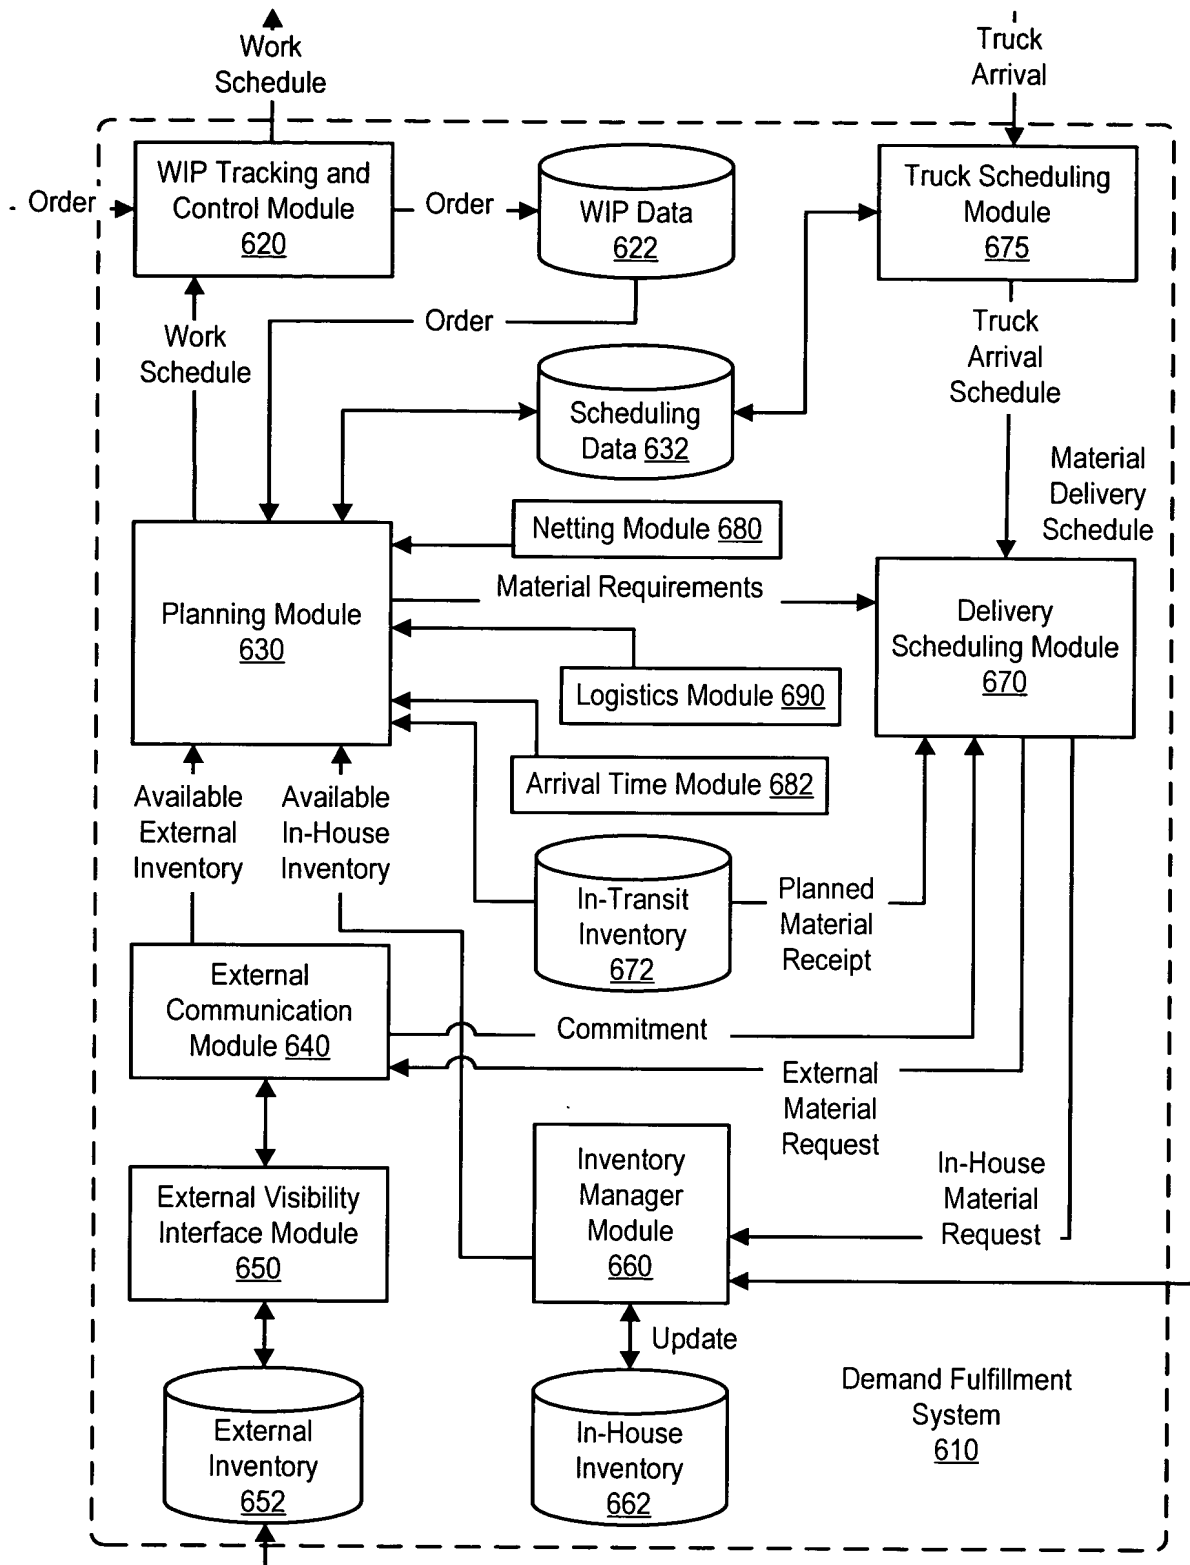 Work
Schedule
Truck
Arrival
Order
WIP Tracking and
Control Module
620
Order
WIP Data
622
Truck Scheduling
Module
675
Order
Work
Schedule
Truck
Arrival
Schedule
Scheduling
Data 632
Material
Delivery
Schedule
Netting Module 680
Planning Module
630
Material Requirements
Delivery
Scheduling Module
670
Logistics Module 690
Arrival Time Module 682
Available
External
Inventory
Available
In-House
Inventory
In-Transit
Inventory
672
Planned
Material
Receipt
External
Communication
Module 640
Commitment
External
Material
Request
Inventory
Manager
Module
660
In-House
Material
Request
External Visibility
Interface Module
650
Update
External
Inventory
652
In-House
Inventory
662
Demand Fulfillment
System
610